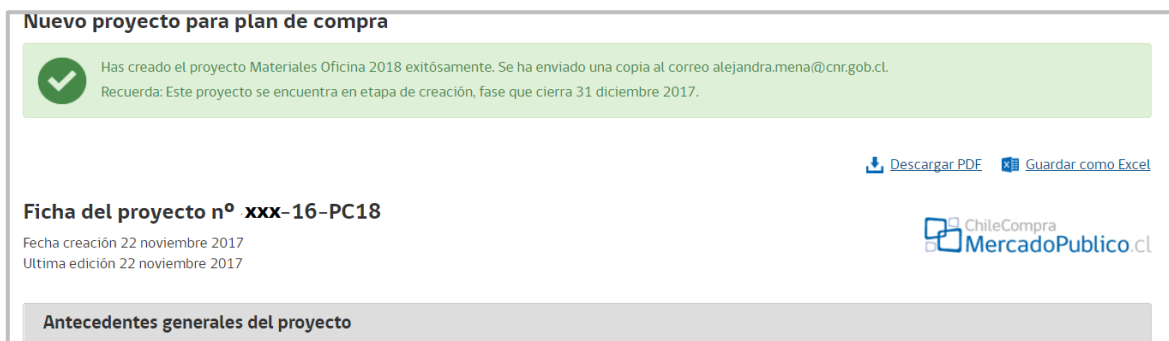 Nuevo proyecto para plan de compra
Has creado el proyecto Materiales Oficina 2018 exitósamente. Se ha enviado una copia al correo alejandra.mena@cnr.gob.cl.
Recuerda: Este proyecto se encuentra en etapa de creación, fase que cierra 31 diciembre 2017.
Descargar PDF Guardar como Excel
Ficha del proyecto nº xxx-16-PC18
Fecha creación 22 noviembre 2017
Ultima edición 22 noviembre 2017
ChileCompra
MercadoPublico.cl
Antecedentes generales del proyecto